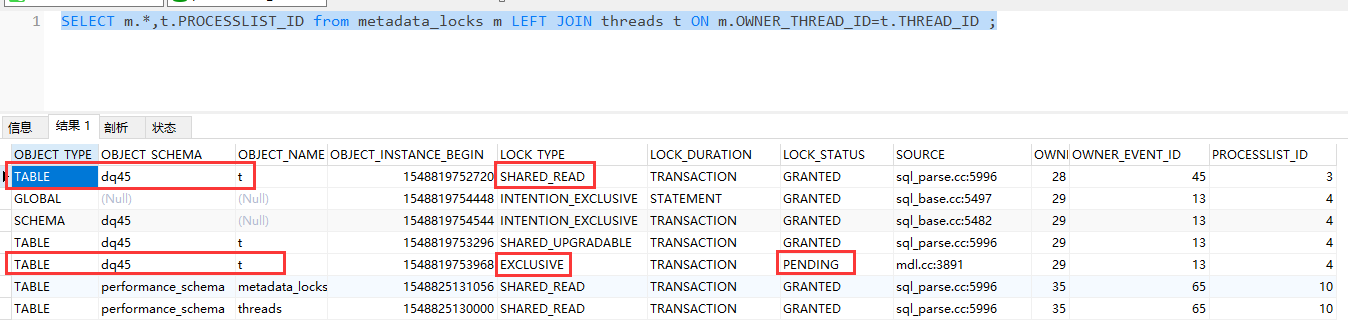 1 SELECT m.*,t.PROCESSLIST_ID from metadata_locks m LEFT JOIN threads t ON m.OWNER_THREAD_ID=t.THREAD_ID ;
信息 结果 1 剖析 状态
OBJECT_TYPE OBJECT_SCHEMA OBJECT_NAME OBJECT_INSTANCE_BEGIN LOCK_TYPE LOCK_DURATION LOCK_STATUS SOURCE OWNI OWNER_EVENT_ID PROCESSLIST_ID
TABLE dq45 t 1548819752720 SHARED_READ TRANSACTION GRANTED sql_parse.cc:5996 28 45 3
GLOBAL (Null) (Null) 1548819754448 INTENTION_EXCLUSIVE STATEMENT GRANTED sql_base.cc:5497 29 13 4
SCHEMA dq45 (Null) 1548819754544 INTENTION_EXCLUSIVE TRANSACTION GRANTED sql_base.cc:5482 29 13 4
TABLE dq45 t 1548819753296 SHARED_UPGRADABLE TRANSACTION GRANTED sql_parse.cc:5996 29 13 4
TABLE dq45 t 1548819753968 EXCLUSIVE TRANSACTION PENDING mdl.cc:3891 29 13 4
TABLE performance_schema metadata_locks 1548825131056 SHARED_READ TRANSACTION GRANTED sql_parse.cc:5996 35 65 10
TABLE performance_schema threads 1548825130000 SHARED_READ TRANSACTION GRANTED sql_parse.cc:5996 35 65 10